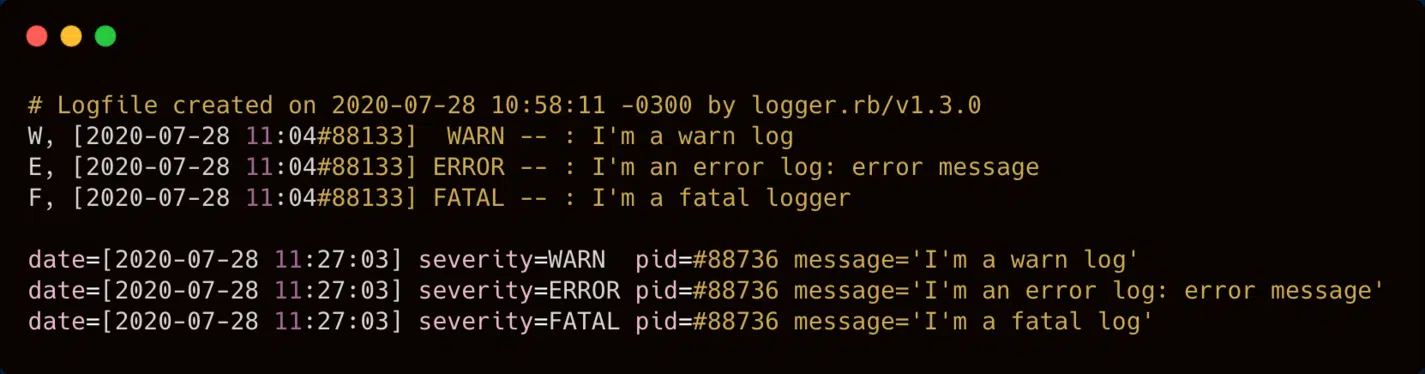 # Logfile created on 2020-07-28 10:58:11 -0300 by logger.rb/v1.3.0
W, [2020-07-28 11:04#88133]  WARN -- : I'm a warn log
E, [2020-07-28 11:04#88133] ERROR -- : I'm an error log: error message
F, [2020-07-28 11:04#88133] FATAL -- : I'm a fatal logger
date=[2020-07-28 11:27:03] severity=WARN  pid=#88736 message='I'm a warn log'
date=[2020-07-28 11:27:03] severity=ERROR pid=#88736 message='I'm an error log: error message'
date=[2020-07-28 11:27:03] severity=FATAL pid=#88736 message='I'm a fatal log'